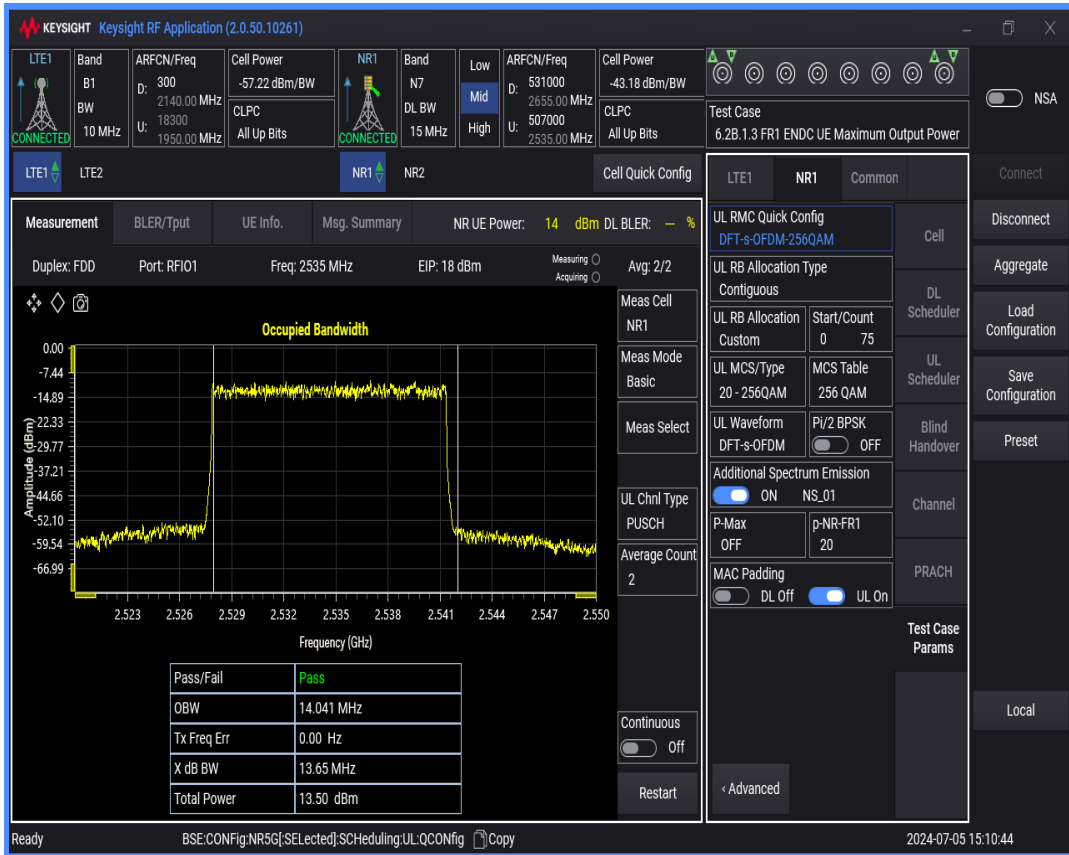 KEYSIGHT Keysight RF Application (2.0.50.10261)
LTE1 Band B1 BW 10 MHz CONNECTED
ARFCN/Freq D: 300 2140.00 MHz U: 18300 1950.00 MHz
Cell Power -57.22 dBm/BW CLPC All Up Bits
NR1 Band N7 DL BW 15 MHz CONNECTED
Low Mid High
ARFCN/Freq D: 531000 2655.00 MHz U: 507000 2535.00 MHz
Cell Power -43.18 dBm/BW CLPC All Up Bits
Test Case
6.2B.1.3 FR1 ENDC UE Maximum Output Power
NSA
LTE1 LTE2 NR1 NR2 Cell Quick Config
Measurement BLER/Tput UE Info. Msg. Summary NR UE Power: 14 dBm DL BLER: --- %
Duplex: FDD Port: RFIO1 Freq: 2535 MHz EIP: 18 dBm Measuring Acquiring Avg: 2/2
Occupied Bandwidth
Amplitude (dBm)
0.00
-7.44
-14.89
-22.33
-29.77
-37.21
-44.66
-52.10
-59.54
-66.99
2.523 2.526 2.529 2.532 2.535 2.538 2.541 2.544 2.547 2.550
Frequency (GHz)
Pass/Fail Pass
OBW 14.041 MHz
Tx Freq Err 0.00 Hz
X dB BW 13.65 MHz
Total Power 13.50 dBm
Meas Cell
NR1
Meas Mode
Basic
Meas Select
UL Chnl Type
PUSCH
Average Count
2
Continuous
Off
Restart
LTE1 NR1 Common
UL RMC Quick Config
DFT-s-OFDM-256QAM
UL RB Allocation Type
Contiguous
UL RB Allocation Start/Count
Custom 0 75
UL MCS/Type MCS Table
20 - 256QAM 256 QAM
UL Waveform Pi/2 BPSK
DFT-s-OFDM OFF
Additional Spectrum Emission
ON NS_01
P-Max p-NR-FR1
OFF 20
MAC Padding
DL Off UL On
‹ Advanced
Cell
DL Scheduler
UL Scheduler
Blind Handover
Channel
PRACH
Test Case Params
Connect
Disconnect
Aggregate
Load Configuration
Save Configuration
Preset
Local
Ready BSE:CONFig:NR5G[:SELected]:SCHeduling:UL:QCONfig Copy 2024-07-05 15:10:44